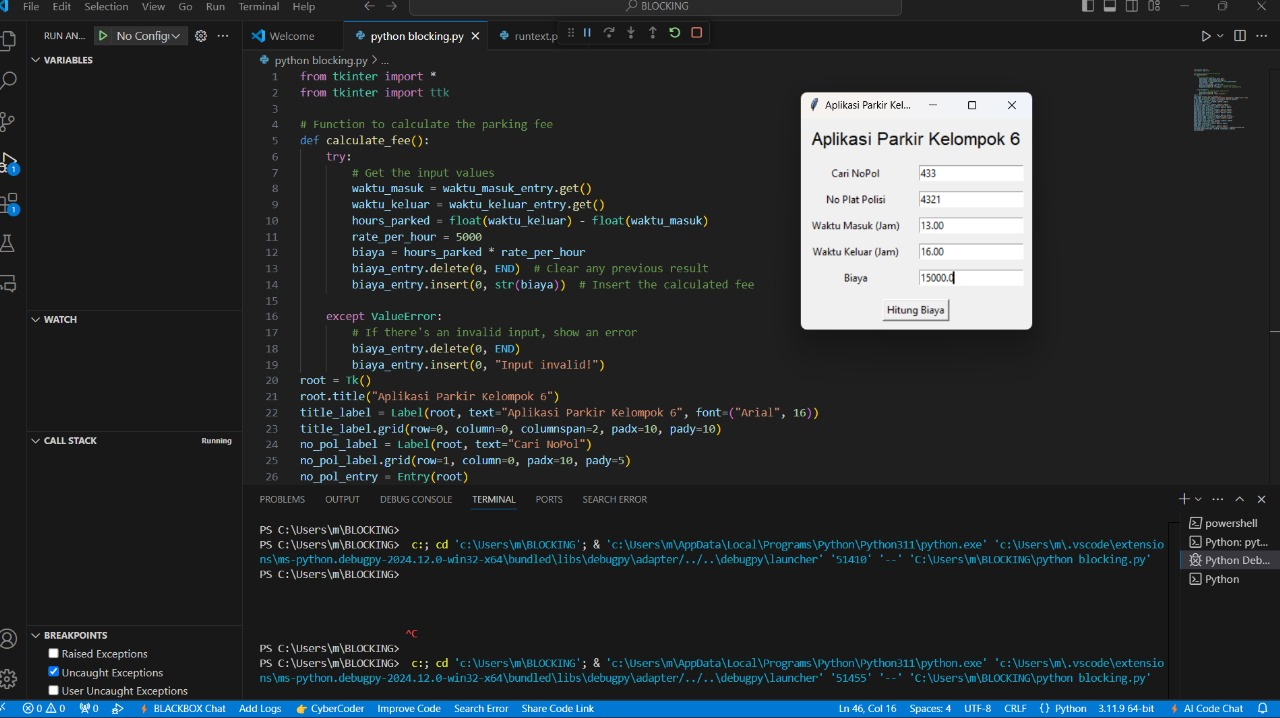 File Edit Selection View Go Run Terminal Help
BLOCKING
RUN AN... No Config
Welcome python blocking.py runtext.p
python blocking.py > ...
VARIABLES
WATCH
CALL STACK Running
BREAKPOINTS
Raised Exceptions
Uncaught Exceptions
User Uncaught Exceptions
1
1
1 from tkinter import *
2 from tkinter import ttk
3
4 # Function to calculate the parking fee
5 def calculate_fee():
6 try:
7 # Get the input values
8 waktu_masuk = waktu_masuk_entry.get()
9 waktu_keluar = waktu_keluar_entry.get()
10 hours_parked = float(waktu_keluar) - float(waktu_masuk)
11 rate_per_hour = 5000
12 biaya = hours_parked * rate_per_hour
13 biaya_entry.delete(0, END) # Clear any previous result
14 biaya_entry.insert(0, str(biaya)) # Insert the calculated fee
15
16 except ValueError:
17 # If there's an invalid input, show an error
18 biaya_entry.delete(0, END)
19 biaya_entry.insert(0, "Input invalid!")
20 root = Tk()
21 root.title("Aplikasi Parkir Kelompok 6")
22 title_label = Label(root, text="Aplikasi Parkir Kelompok 6", font=("Arial", 16))
23 title_label.grid(row=0, column=0, columnspan=2, padx=10, pady=10)
24 no_pol_label = Label(root, text="Cari NoPol")
25 no_pol_label.grid(row=1, column=0, padx=10, pady=5)
26 no_pol_entry = Entry(root)
Aplikasi Parkir Kel...
Aplikasi Parkir Kelompok 6
Cari NoPol 433
No Plat Polisi 4321
Waktu Masuk (Jam) 13.00
Waktu Keluar (Jam) 16.00
Biaya 15000.0
Hitung Biaya
PROBLEMS OUTPUT DEBUG CONSOLE TERMINAL PORTS SEARCH ERROR
PS C:\Users\m\BLOCKING>
PS C:\Users\m\BLOCKING> c:; cd 'c:\Users\m\BLOCKING'; & 'c:\Users\m\AppData\Local\Programs\Python\Python311\python.exe' 'c:\Users\m\.vscode\extensio
ns\ms-python.debugpy-2024.12.0-win32-x64\bundled\libs\debugpy\adapter/../..\debugpy\launcher' '51410' '--' 'C:\Users\m\BLOCKING\python blocking.py'
PS C:\Users\m\BLOCKING>
^C
PS C:\Users\m\BLOCKING>
PS C:\Users\m\BLOCKING> c:; cd 'c:\Users\m\BLOCKING'; & 'c:\Users\m\AppData\Local\Programs\Python\Python311\python.exe' 'c:\Users\m\.vscode\extensio
ns\ms-python.debugpy-2024.12.0-win32-x64\bundled\libs\debugpy\adapter/../..\debugpy\launcher' '51455' '--' 'C:\Users\m\BLOCKING\python blocking.py'
powershell
Python: pyt...
Python Deb...
Python
0 0 0 BLACKBOX Chat Add Logs CyberCoder Improve Code Search Error Share Code Link Ln 46, Col 16 Spaces: 4 UTF-8 CRLF {} Python 3.11.9 64-bit AI Code Chat